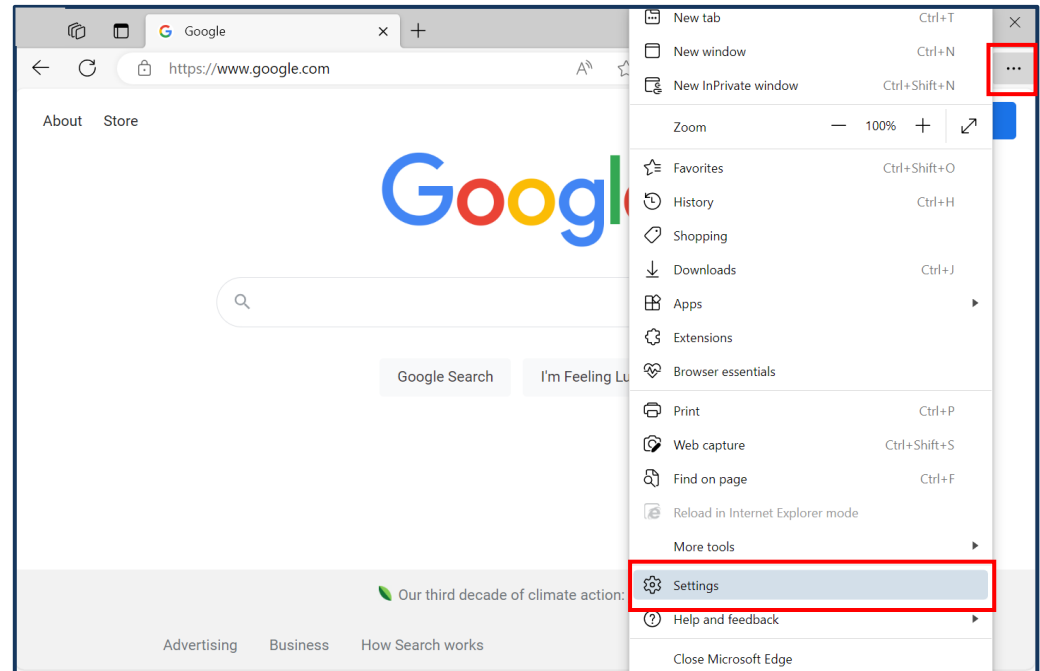 Google
https://www.google.com
About Store
Google
Google Search I'm Feeling Lu
Our third decade of climate action:
Advertising Business How Search works
New tab Ctrl+T
New window Ctrl+N
New InPrivate window Ctrl+Shift+N
Zoom 100%
Favorites Ctrl+Shift+O
History Ctrl+H
Shopping
Downloads Ctrl+J
Apps
Extensions
Browser essentials
Print Ctrl+P
Web capture Ctrl+Shift+S
Find on page Ctrl+F
Reload in Internet Explorer mode
More tools
Settings
Help and feedback
Close Microsoft Edge